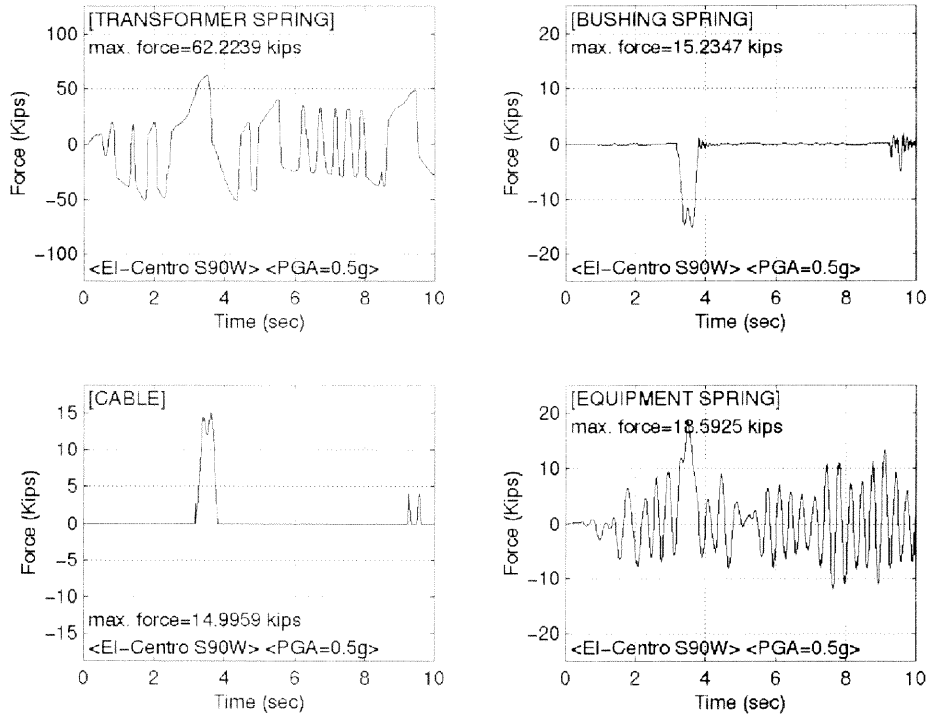 [TRANSFORMER SPRING]
max. force=62.2239 kips
100
50
0
−50
−100
Force (Kips)
<El−Centro S90W> <PGA=0.5g>
0 2 4 6 8 10
Time (sec)
[BUSHING SPRING]
max. force=15.2347 kips
20
10
0
−10
−20
Force (Kips)
<El−Centro S90W> <PGA=0.5g>
0 2 4 6 8 10
Time (sec)
[CABLE]
15
10
5
0
−5
−10
−15
Force (Kips)
max. force=14.9959 kips
<El−Centro S90W> <PGA=0.5g>
0 2 4 6 8 10
Time (sec)
[EQUIPMENT SPRING]
max. force=18.5925 kips
20
10
0
−10
−20
Force (Kips)
<El−Centro S90W> <PGA=0.5g>
0 2 4 6 8 10
Time (sec)